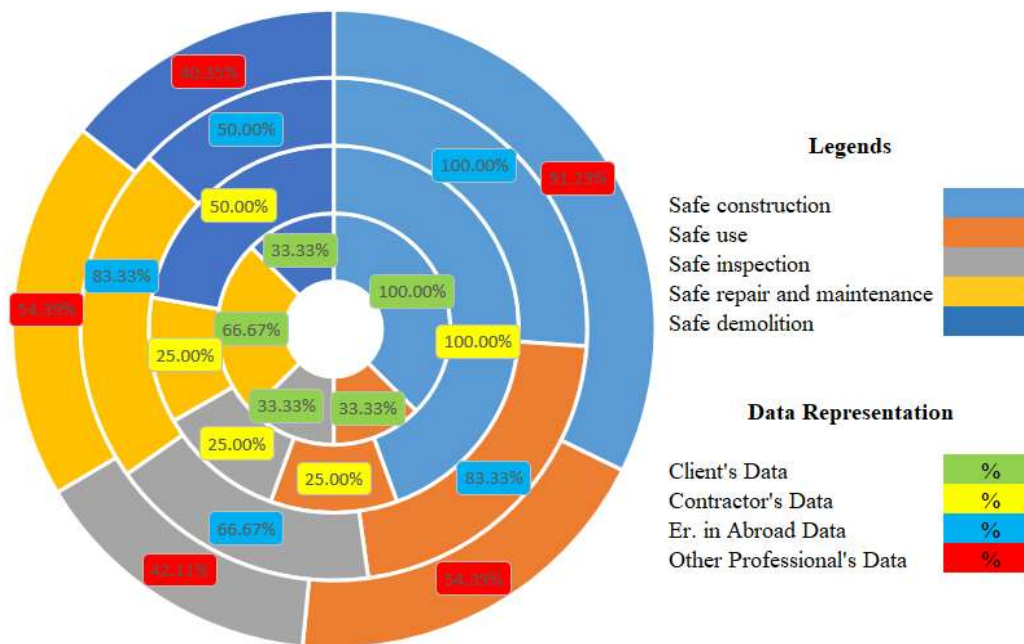 40.35%
50.00%
100.00%
91.23%
50.00%
33.33%
100.00%
83.33%
54.39%
66.67%
100.00%
25.00%
33.33%
33.33%
25.00%
25.00%
83.33%
66.67%
42.11%
54.39%
Legends
Safe construction
Safe use
Safe inspection
Safe repair and maintenance
Safe demolition
Data Representation
Client's Data %
Contractor's Data %
Er. in Abroad Data %
Other Professional's Data %